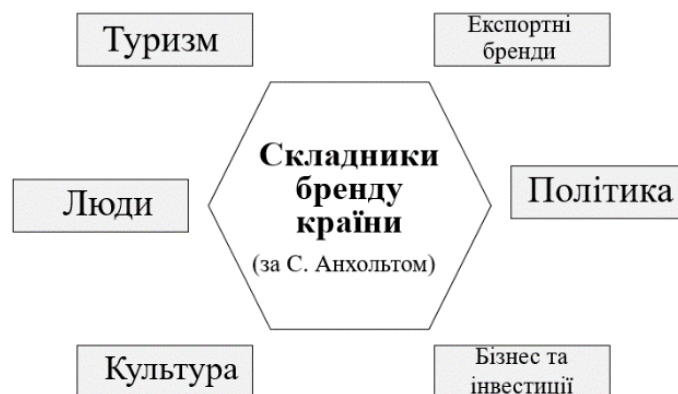 Туризм
Експортні
бренди
Складники
бренду
країни
(за С. Анхольтом)
Люди
Політика
Культура
Бізнес та
інвестиції